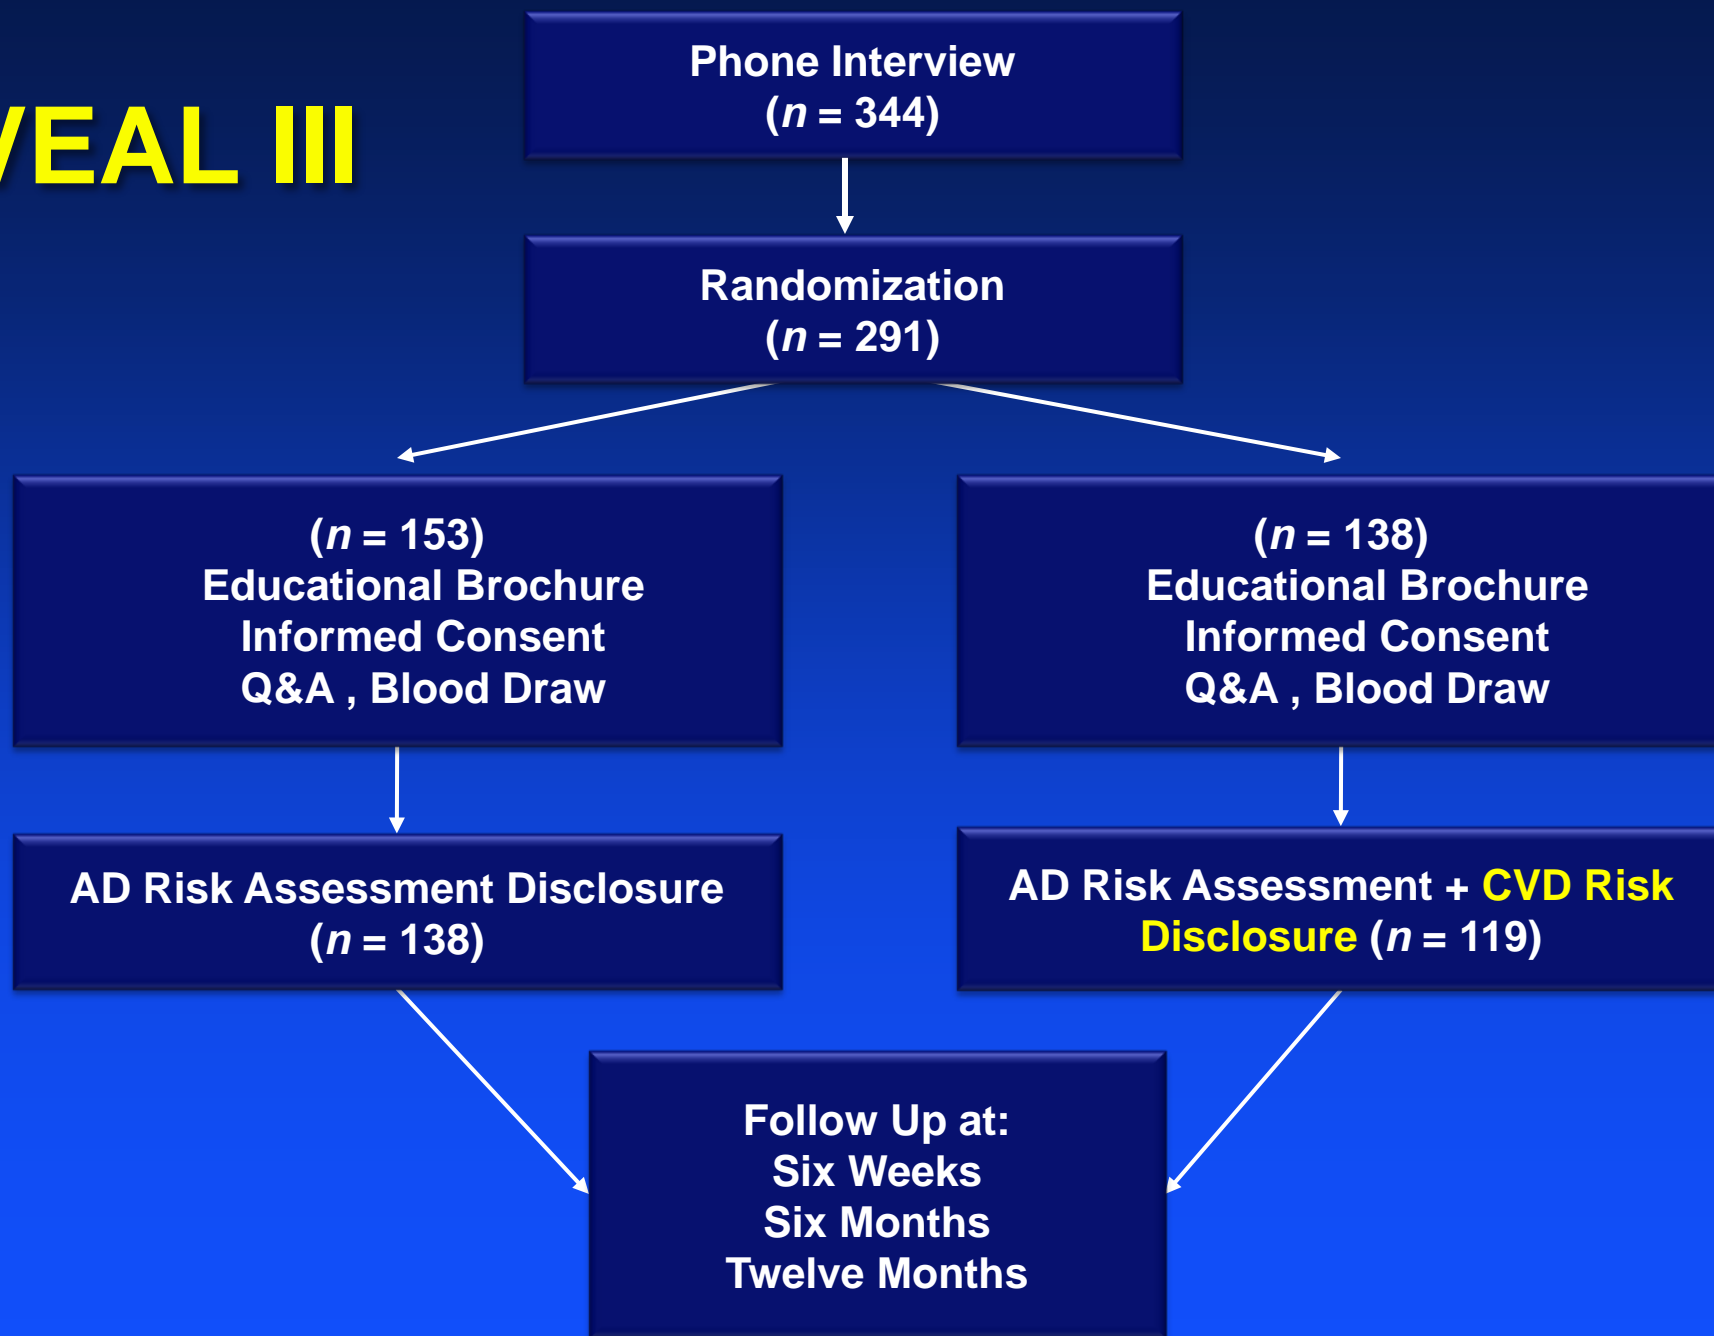 Phone Interview
(n = 344)
VEAL III
Randomization
(n = 291)
(n = 153)
Educational Brochure
Informed Consent
Q&A , Blood Draw
(n = 138)
Educational Brochure
Informed Consent
Q&A , Blood Draw
AD Risk Assessment Disclosure
(n = 138)
AD Risk Assessment + CVD Risk
Disclosure (n = 119)
Follow Up at:
Six Weeks
Six Months
Twelve Months